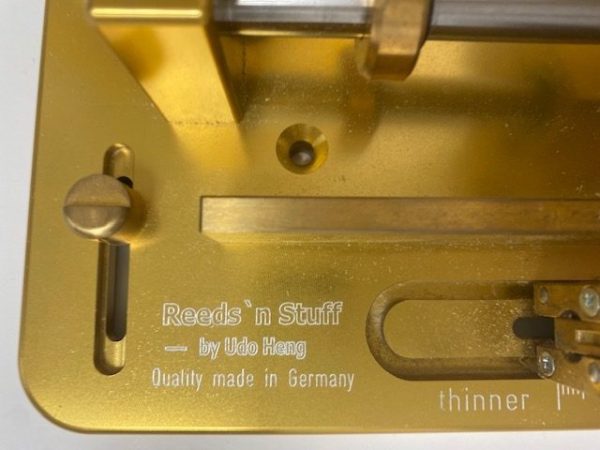 Reeds `n Stuff
— by Udo Heng
Quality made in Germany
thinner